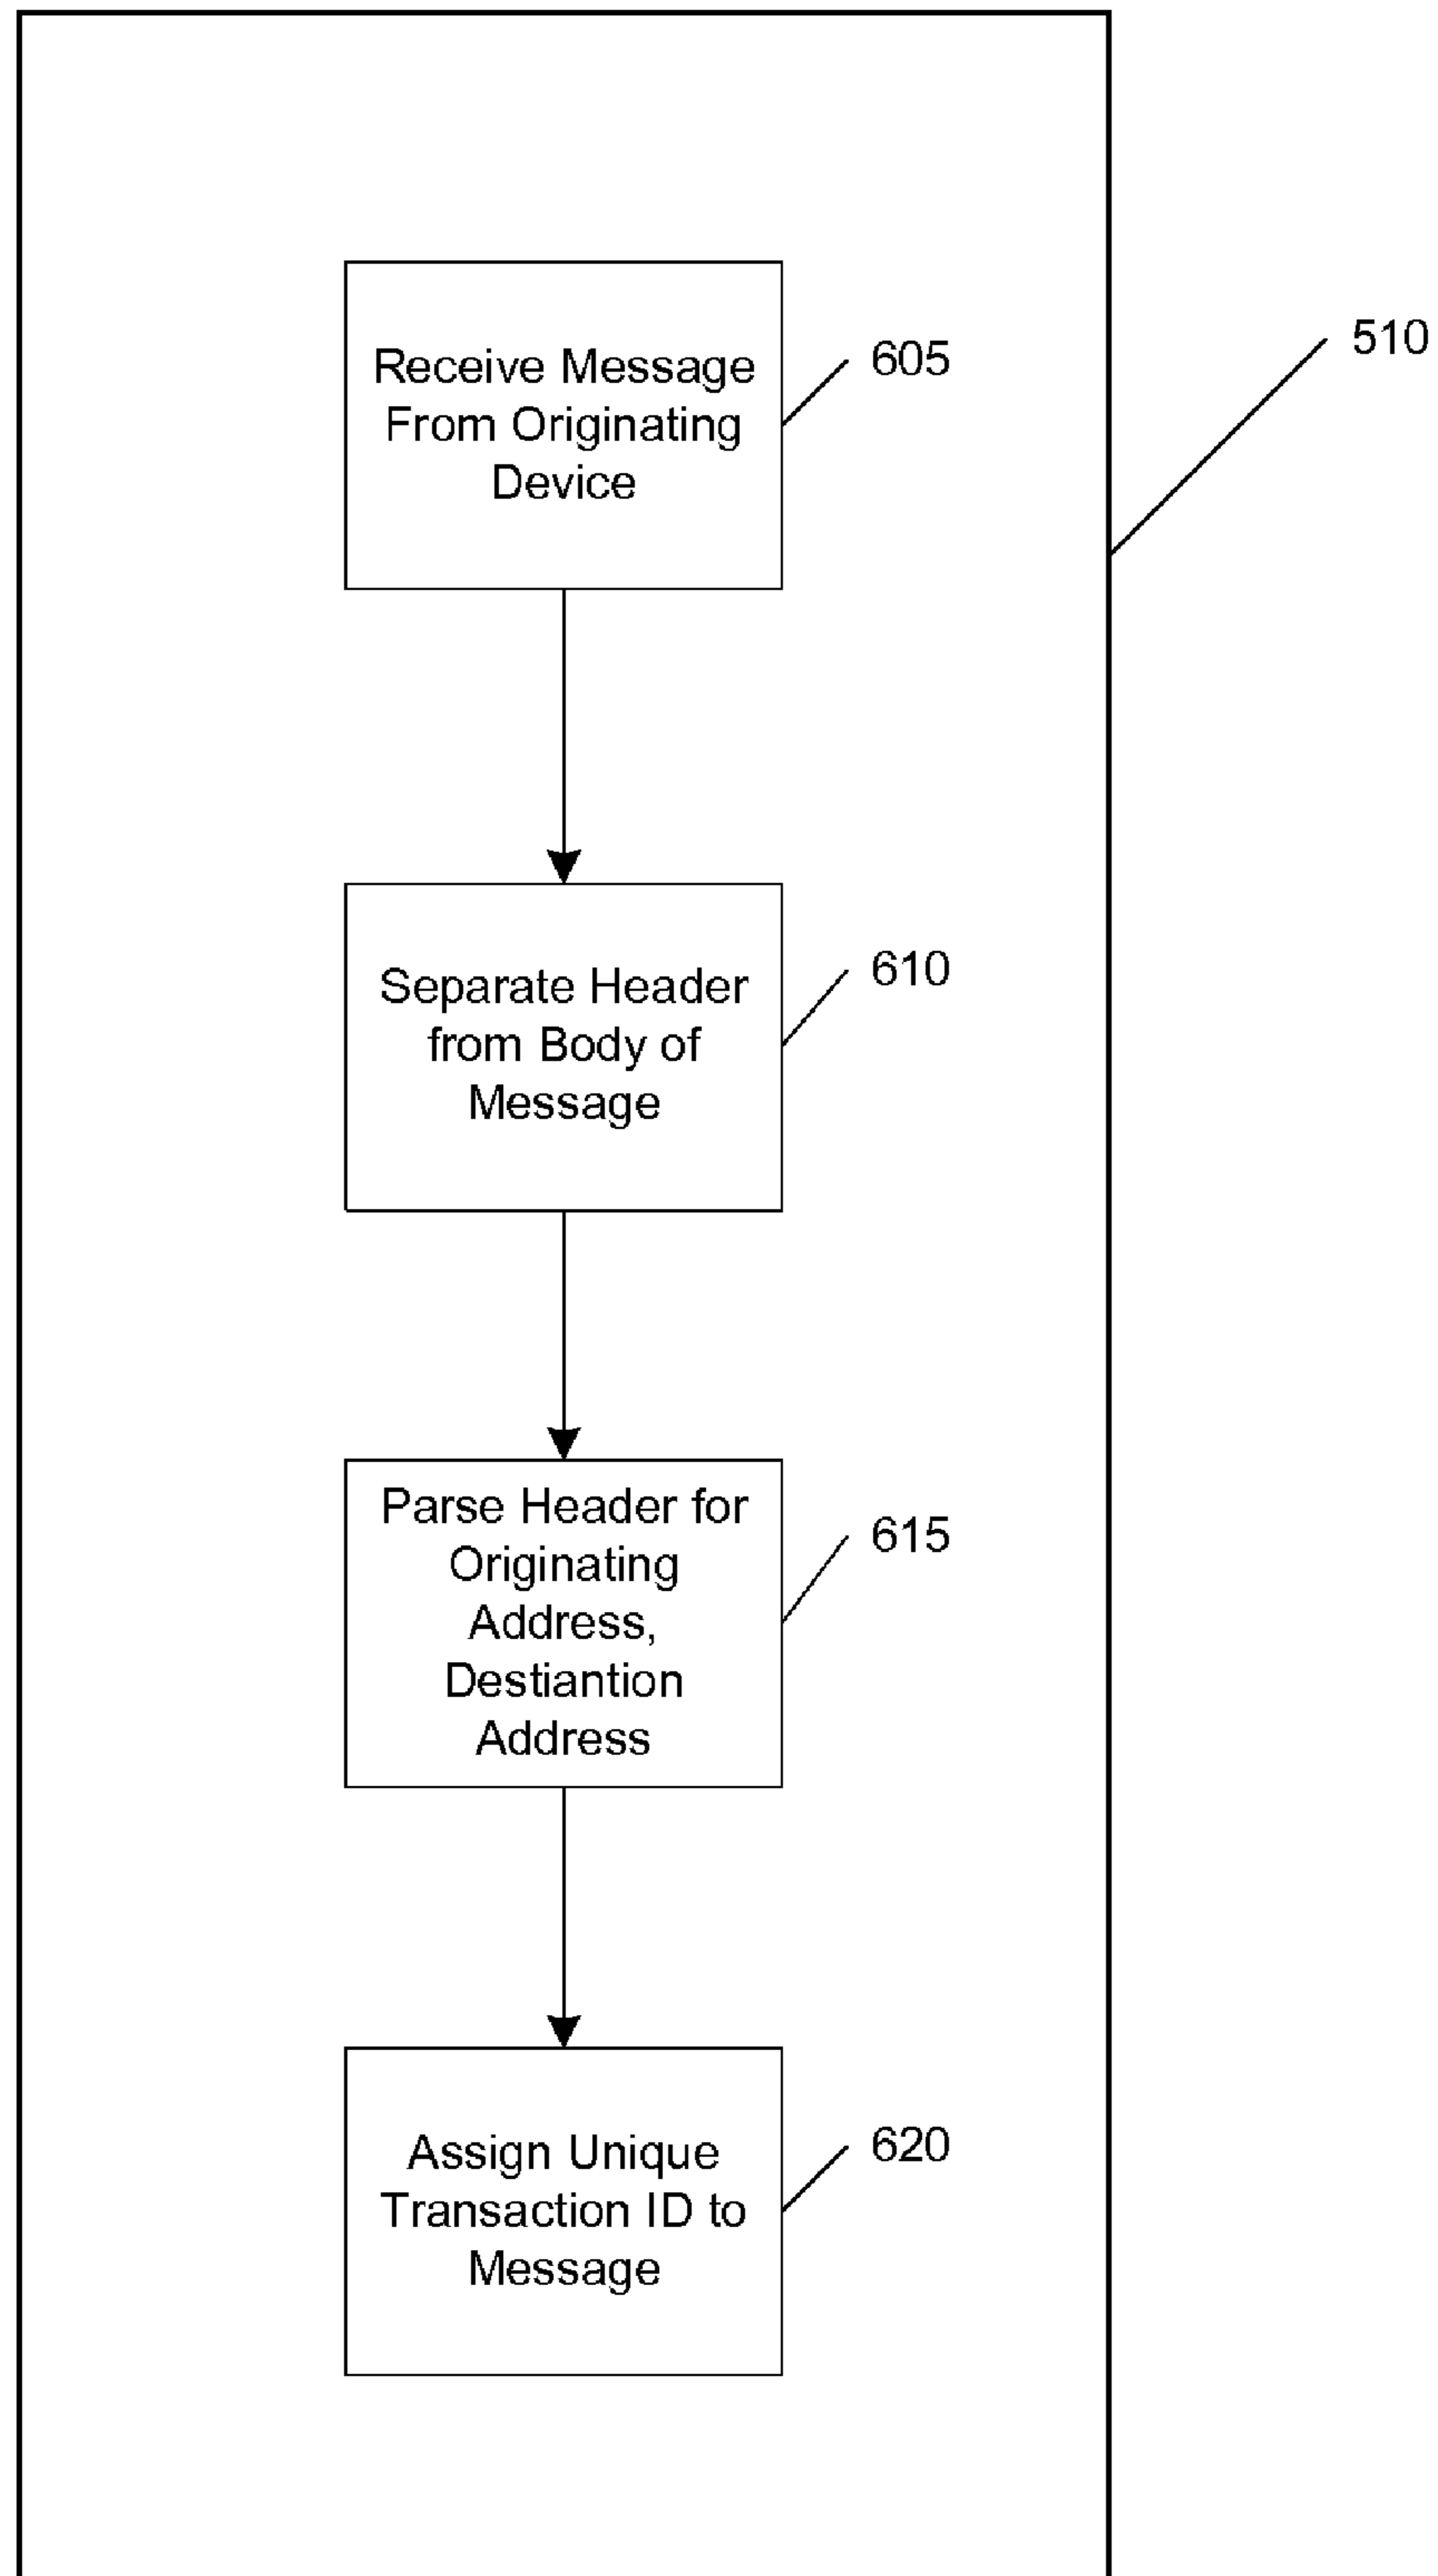 510
Receive Message
From Originating
Device
605
Separate Header
from Body of
Message
610
Parse Header for
Originating
Address,
Destiantion
Address
615
Assign Unique
Transaction ID to
Message
620